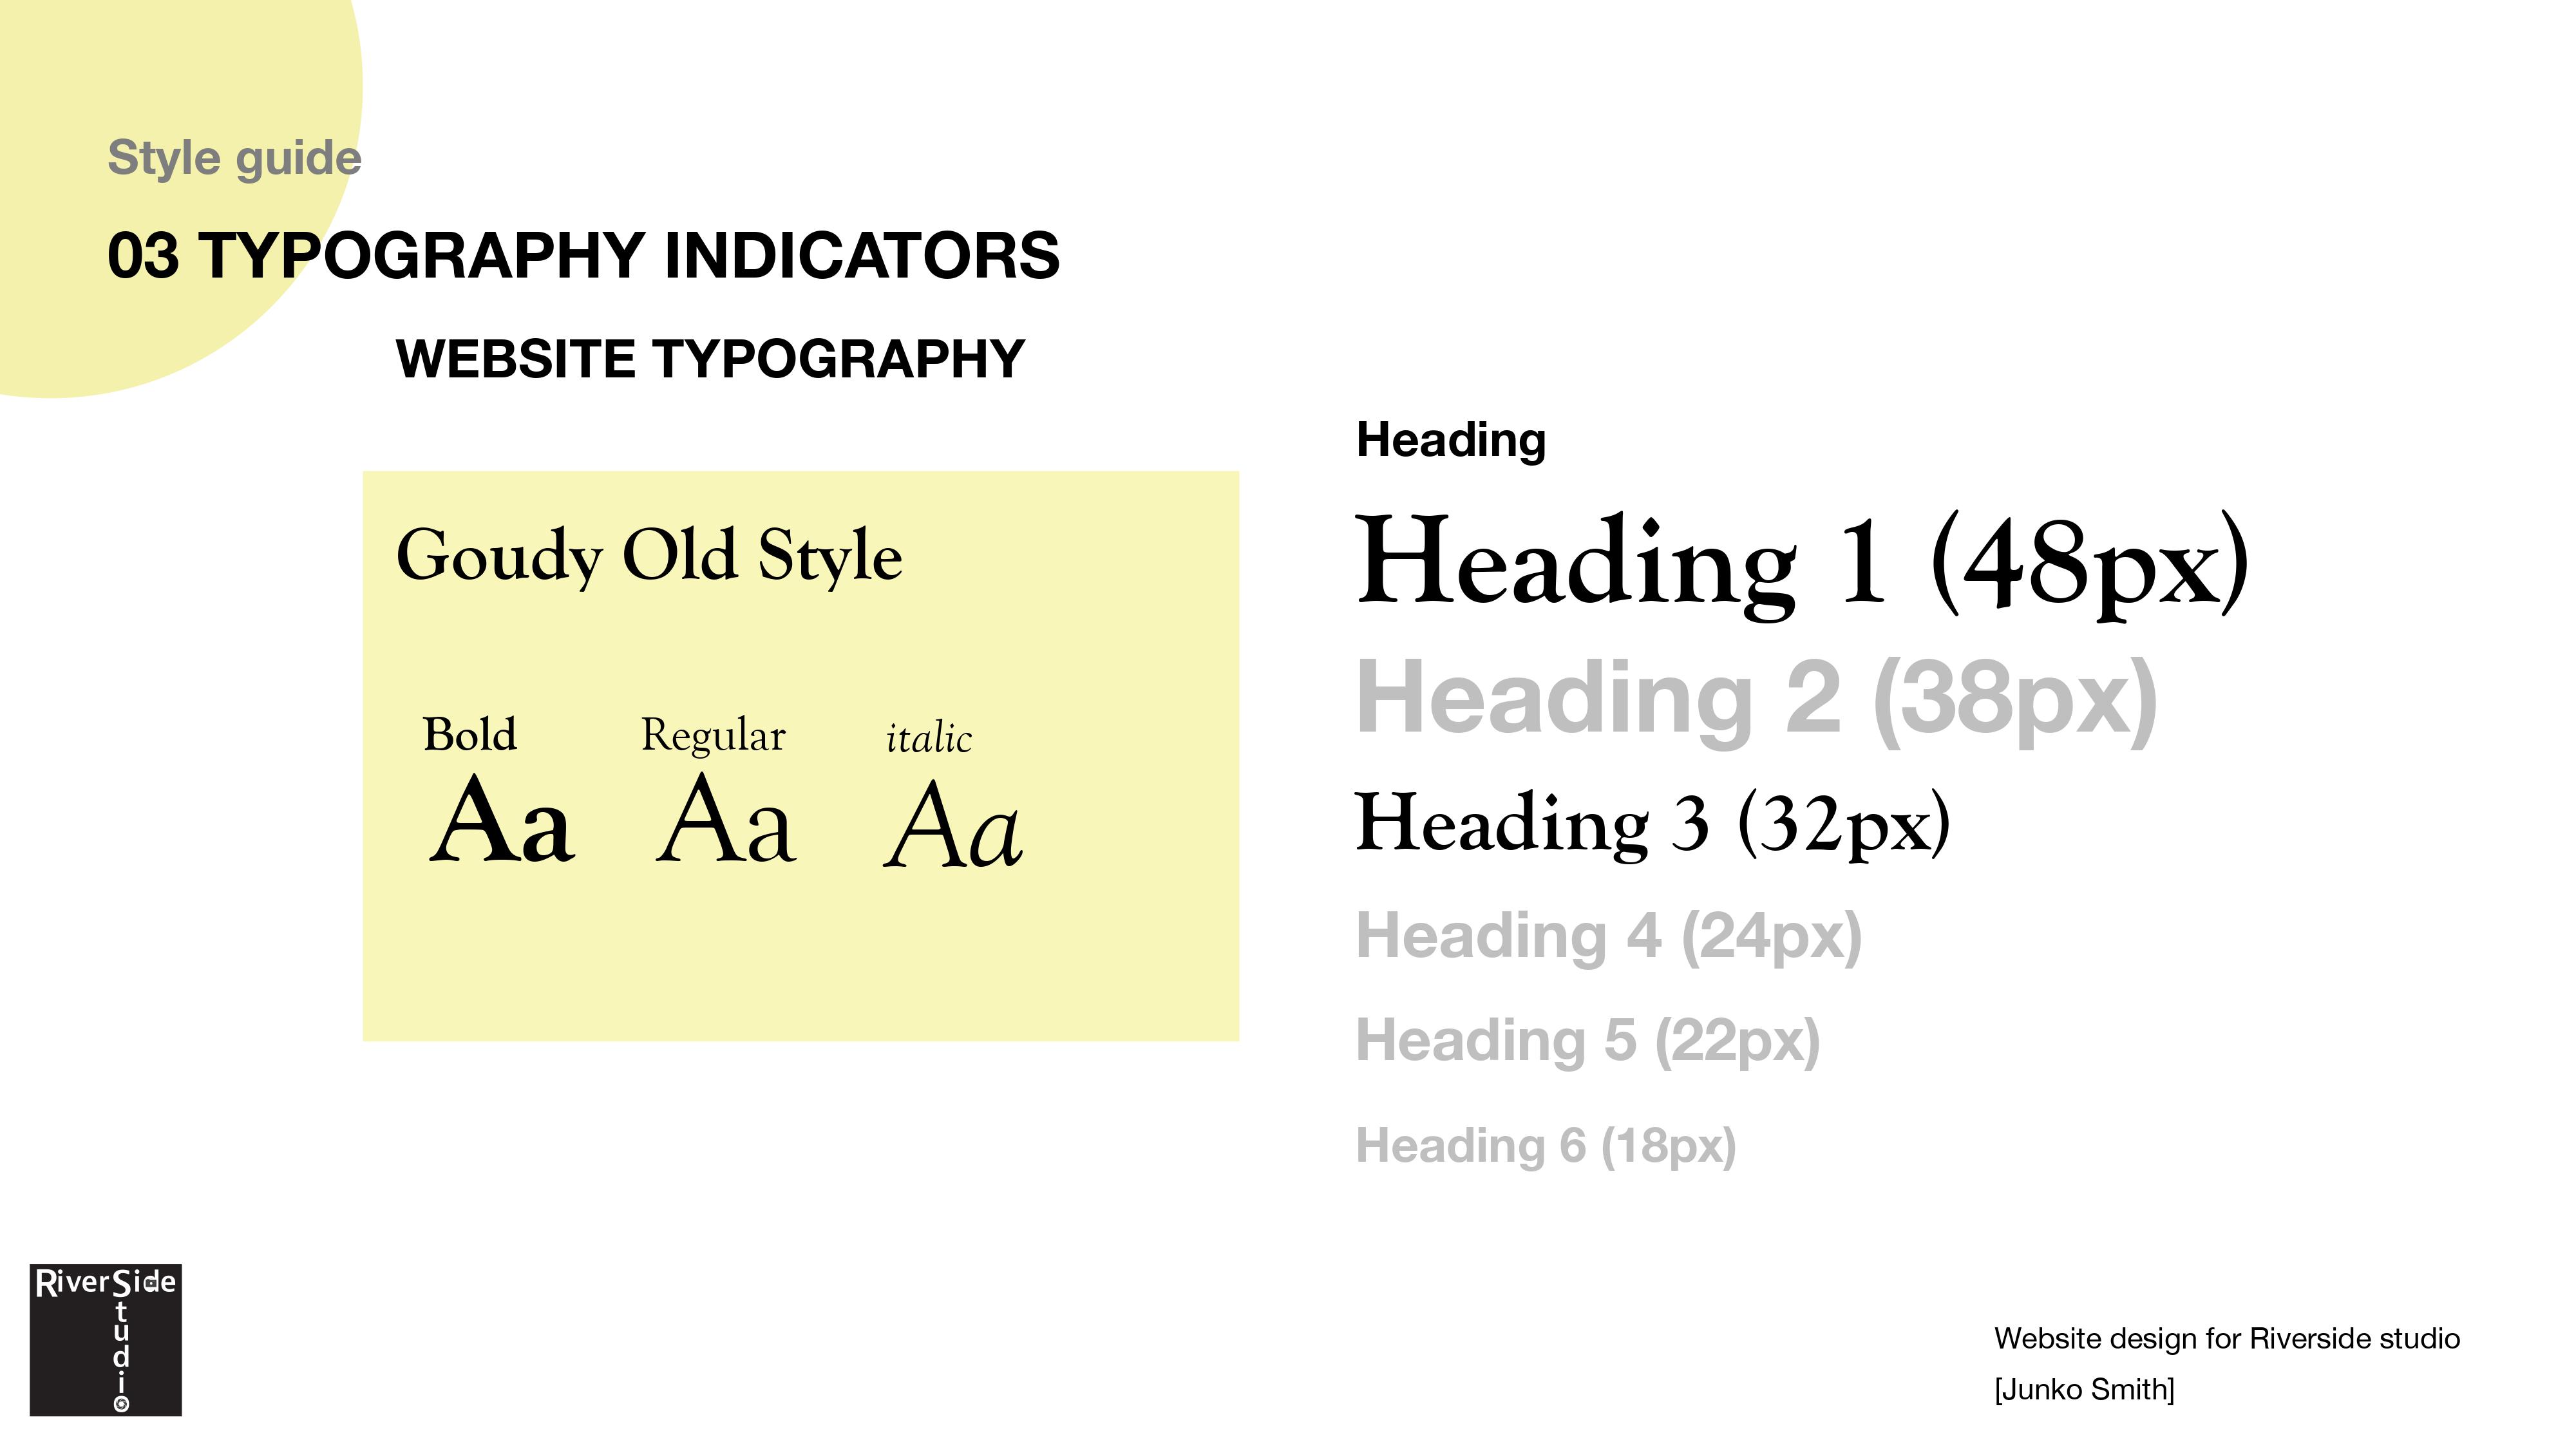 Style guide
03 TYPOGRAPHY INDICATORS
WEBSITE TYPOGRAPHY
Goudy Old Style
Bold Regular italic
Aa Aa Aa
Heading
Heading 1 (48px)
Heading 2 (38px)
Heading 3 (32px)
Heading 4 (24px)
Heading 5 (22px)
Heading 6 (18px)
RiverSide
Studio
Website design for Riverside studio
[Junko Smith]